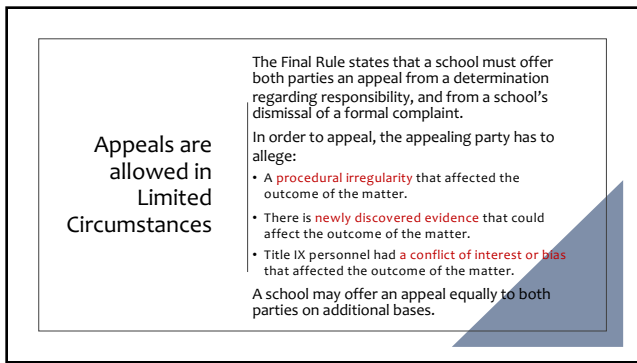 Appeals are
allowed in
Limited
Circumstances
The Final Rule states that a school must offer
both parties an appeal from a determination
regarding responsibility, and from a school’s
dismissal of a formal complaint.
In order to appeal, the appealing party has to
allege:
• A procedural irregularity that affected the
outcome of the matter.
• There is newly discovered evidence that could
affect the outcome of the matter.
• Title IX personnel had a conflict of interest or bias
that affected the outcome of the matter.
A school may offer an appeal equally to both
parties on additional bases.